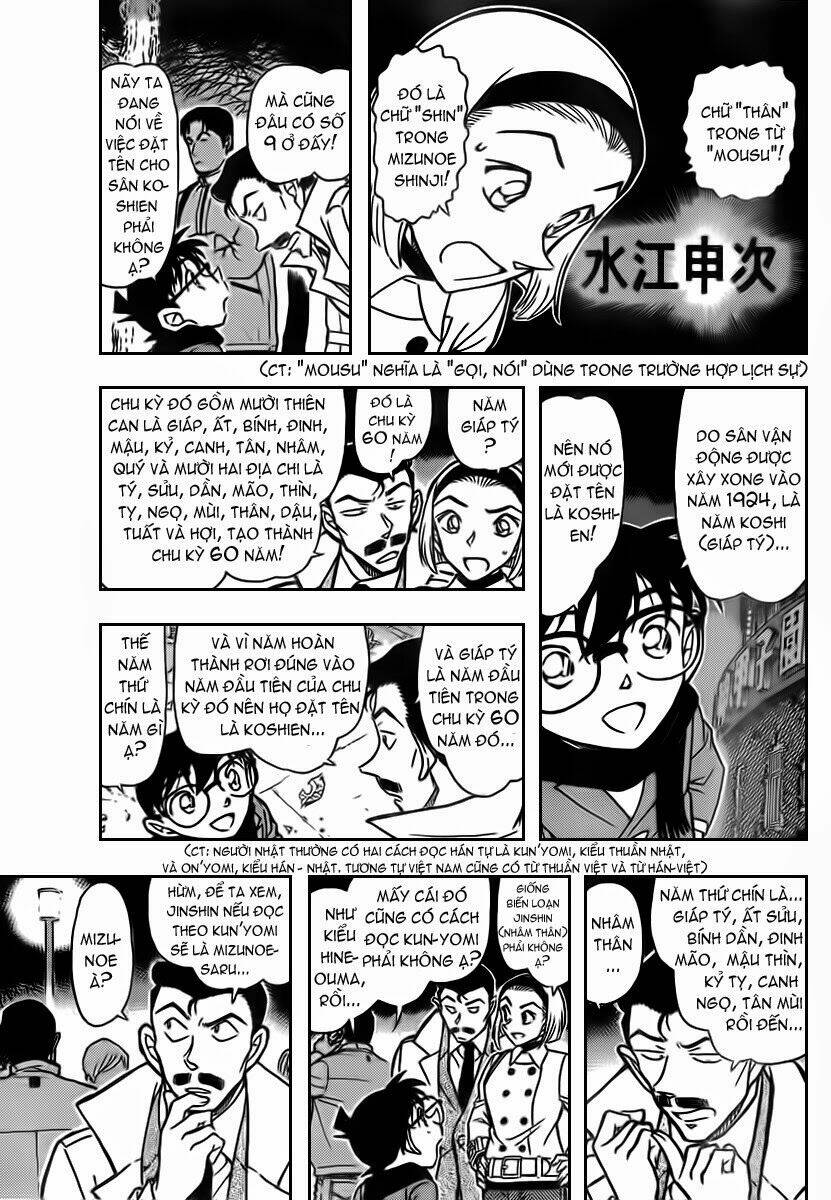 CHỮ "THÂN"
TRONG TỪ
"MOUSU"!
ĐÓ LÀ
CHỮ "SHIN"
TRONG
MIZUNOE
SHINJI!
水江申次
MÀ CŨNG
ĐÂU CÓ SỐ
9 Ở ĐẤY!
NÃY TA
ĐANG
NÓI VỀ
VIỆC ĐẶT
TÊN CHO
SÂN KO-
SHIEN
PHẢI
KHÔNG
Ạ?
(CT: "MOUSU" NGHĨA LÀ "GỌI, NÓI" DÙNG TRONG TRƯỜNG HỢP LỊCH SỰ)
DO SÂN VẬN
ĐỘNG ĐƯỢC
XÂY XONG VÀO
NĂM 1924, LÀ
NĂM KOSHI
(GIÁP TÝ)...
NÊN NÓ
MỚI ĐƯỢC
ĐẶT TÊN
LÀ KOSHI-
EN!
甲子園
NĂM
GIÁP TÝ
?
ĐÓ LÀ
CHU KỲ
60 NĂM
!
CHU KỲ ĐÓ GỒM MƯỜI THIÊN
CAN LÀ GIÁP, ẤT, BÍNH, ĐINH,
MẬU, KỶ, CANH, TÂN, NHÂM,
QUÝ VÀ MƯỜI HAI ĐỊA CHI LÀ
TÝ, SỬU, DẦN, MÃO, THÌN,
TỴ, NGỌ, MÙI, THÂN, DẬU,
TUẤT VÀ HỢI, TẠO THÀNH
CHU KỲ 60 NĂM!
VÀ GIÁP TÝ
LÀ NĂM ĐẦU
TIÊN TRONG
CHU KỲ 60
NĂM ĐÓ...
VÀ VÌ NĂM HOÀN
THÀNH RƠI ĐÚNG VÀO
NĂM ĐẦU TIÊN CỦA CHU
KỲ ĐÓ NÊN HỌ ĐẶT TÊN
LÀ KOSHIEN...
THẾ
NĂM
THỨ
CHÍN LÀ
NĂM GÌ
Ạ?
(CT: NGƯỜI NHẬT THƯỜNG CÓ HAI CÁCH ĐỌC HÁN TỰ LÀ KUN'YOMI, KIỂU THUẦN NHẬT,
VÀ ON'YOMI, KIỂU HÁN - NHẬT. TƯƠNG TỰ VIỆT NAM CŨNG CÓ TỪ THUẦN VIỆT VÀ TỪ HÁN-VIỆT)
NĂM THỨ CHÍN LÀ...
GIÁP TÝ, ẤT SỬU,
BÍNH DẦN, ĐINH
MÃO, MẬU THÌN,
KỶ TỴ, CANH
NGỌ, TÂN MÙI
RỒI ĐẾN...
NHÂM
THÂN
...
GIỐNG
BIẾN LOẠN
JINSHIN
(NHÂM THÂN)
PHẢI KHÔNG
Ạ?
MẤY CÁI ĐÓ
CŨNG CÓ CÁCH
ĐỌC KUN-YOMI
PHẢI KHÔNG Ạ?
NHƯ
KIỂU
HINE-
OUMA,
RỒI...
HỪM, ĐỂ TA XEM,
JINSHIN NẾU ĐỌC
THEO KUN'YOMI
SẼ LÀ MIZUNOE-
SARU...
MIZU-
NOE
À?